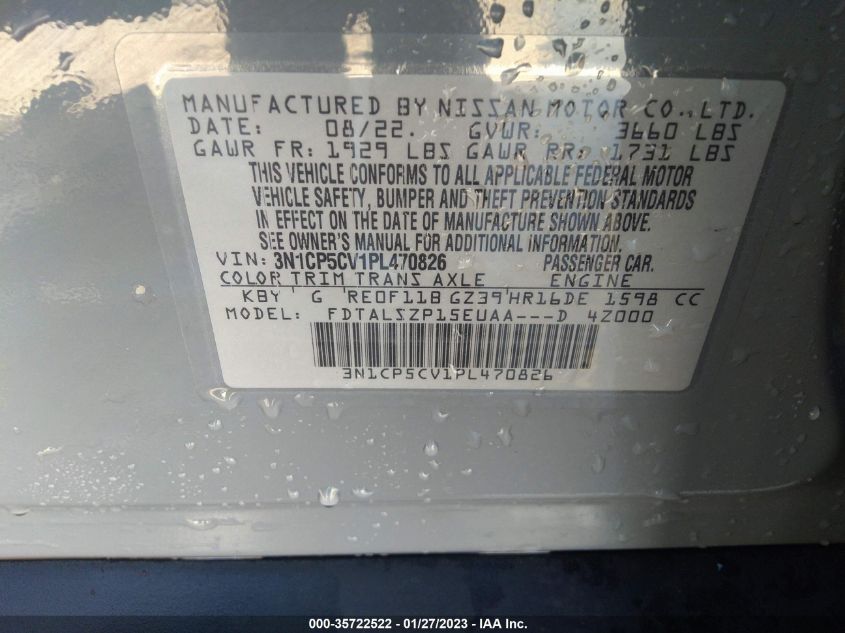 MANUFACTURED BY NISSAN MOTOR CO., LTD.
DATE: 08/22. GVWR: 3660 LBS
GAWR FR: 1929 LBS GAWR RR: 1731 LBS
THIS VEHICLE CONFORMS TO ALL APPLICABLE FEDERAL MOTOR
VEHICLE SAFETY, BUMPER AND THEFT PREVENTION STANDARDS
IN EFFECT ON THE DATE OF MANUFACTURE SHOWN ABOVE.
SEE OWNER'S MANUAL FOR ADDITIONAL INFORMATION.
VIN: 3N1CP5CV1PL470826 PASSENGER CAR.
COLOR TRIM TRANS AXLE ENGINE
KBY G RE0F11B GZ39 HR16DE 1598 CC
MODEL: FDTALSZP15EUAA---D 4Z000
3N1CP5CV1PL470826
000-35722522 - 01/27/2023 - © IAA Inc.